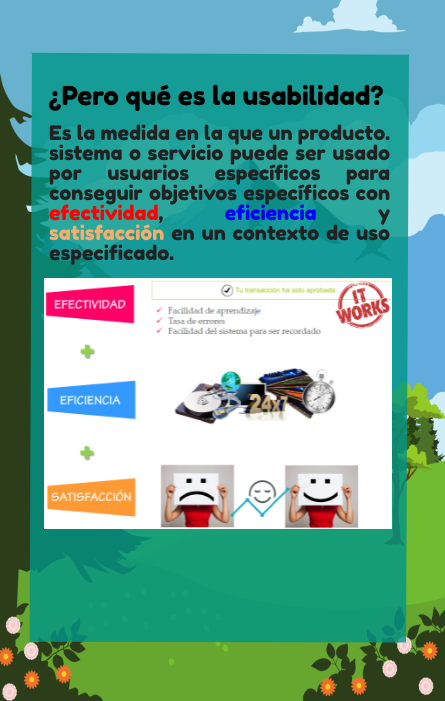 ¿Pero qué es la usabilidad?
Es la medida en la que un producto.
sistema o servicio puede ser usado
por usuarios específicos para
conseguir objetivos específicos con
efectividad, eficiencia y
satisfacción en un contexto de uso
especificado.
EFECTIVIDAD
Tu transacción ha sido aprobada
IT
WORKS
Facilidad de aprendizaje
Tasa de errores
Facilidad del sistema para ser recordado
EFICIENCIA
24x7
SATISFACCIÓN